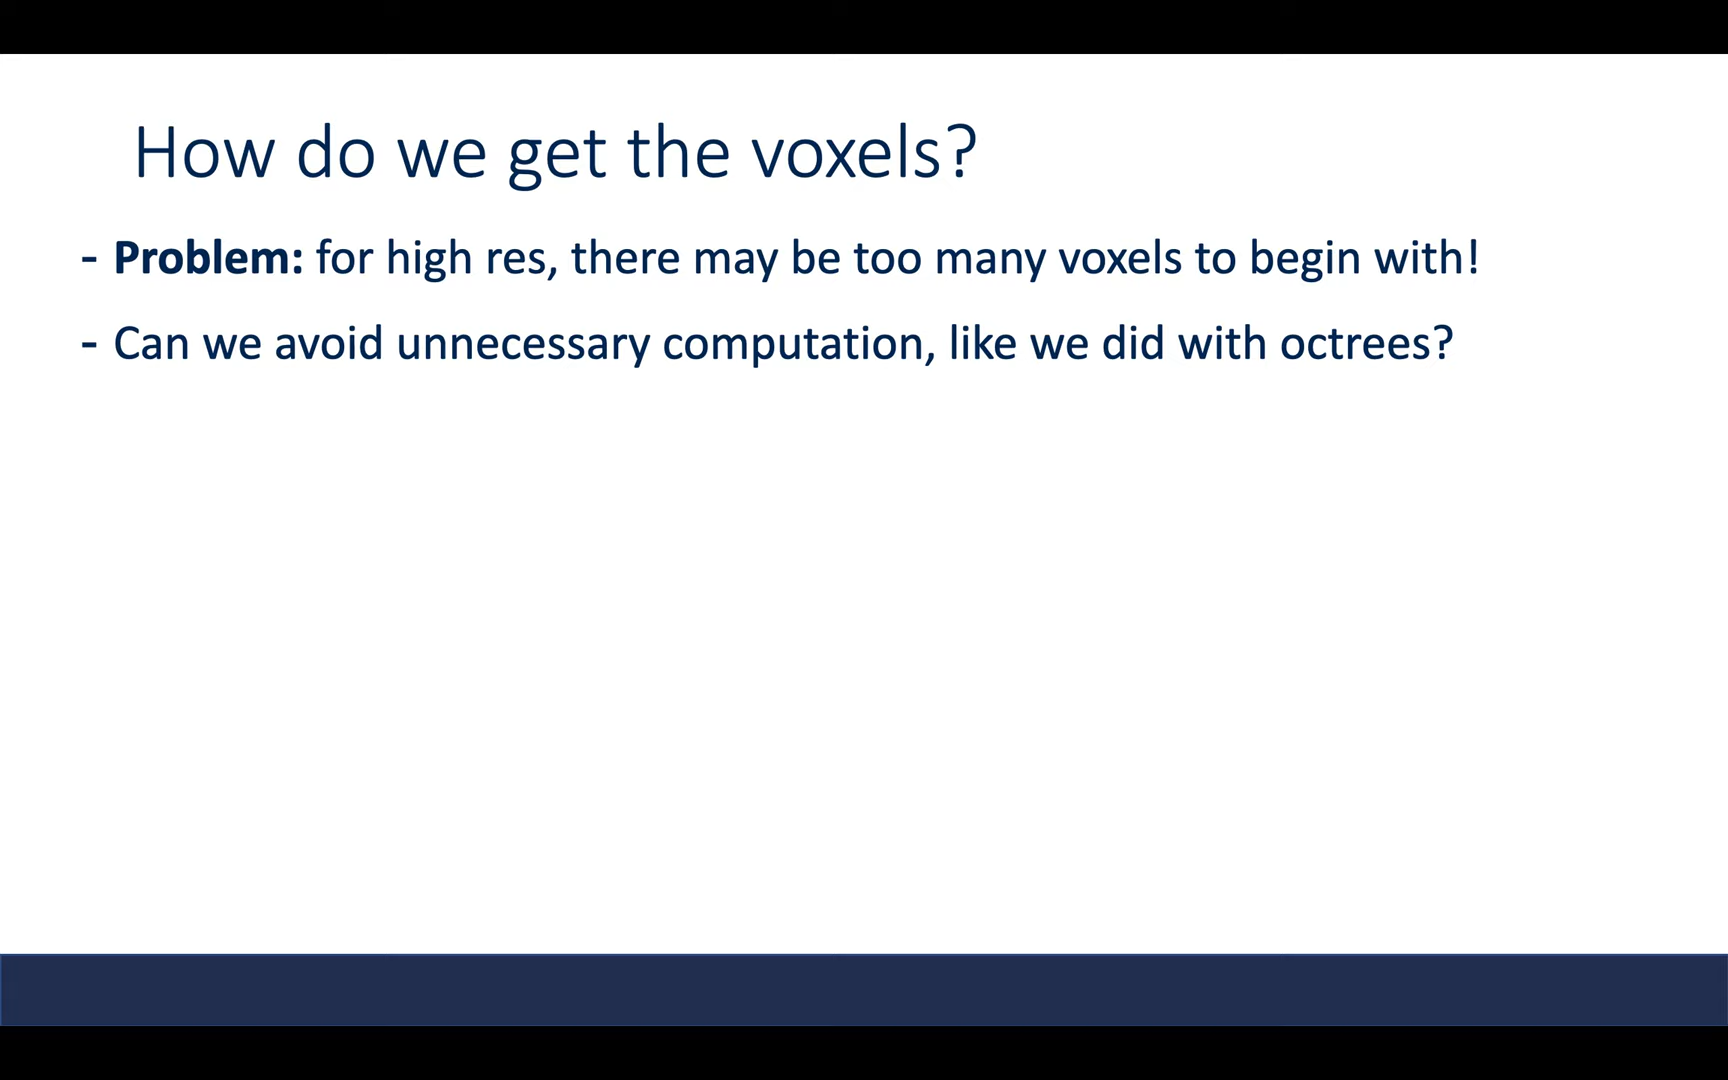 How do we get the voxels?
- Problem: for high res, there may be too many voxels to begin with!
- Can we avoid unnecessary computation, like we did with octrees?